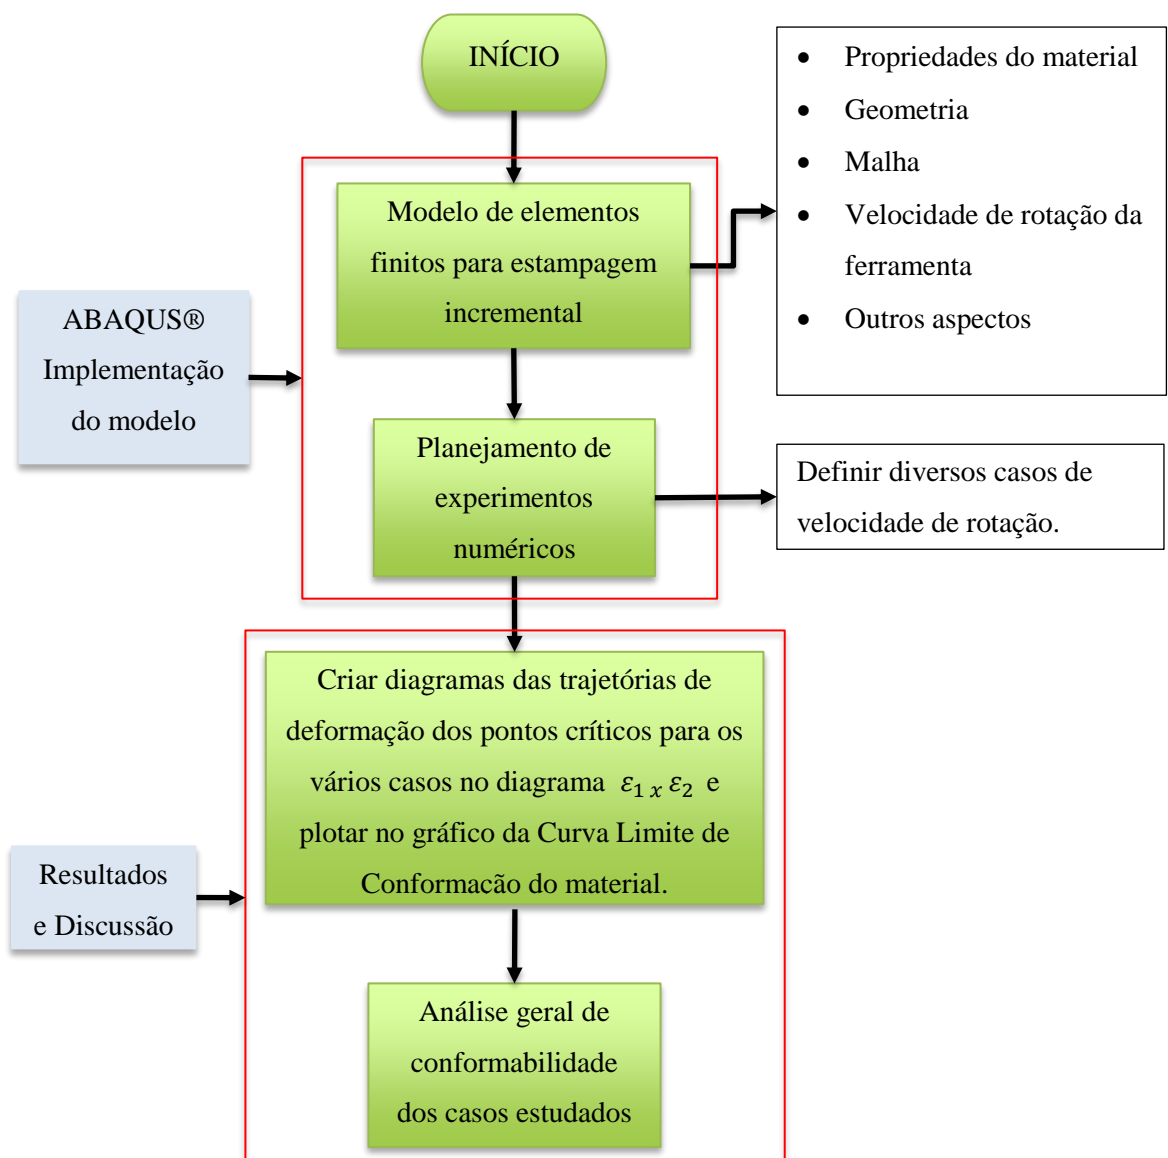 INÍCIO
• Propriedades do material
• Geometria
• Malha
• Velocidade de rotação da
ferramenta
• Outros aspectos
Modelo de elementos
finitos para estampagem
incremental
ABAQUS®
Implementação
do modelo
Planejamento de
experimentos
numéricos
Definir diversos casos de
velocidade de rotação.
Criar diagramas das trajetórias de
deformação dos pontos críticos para os
vários casos no diagrama ε₁ ₓ ε₂ e
plotar no gráfico da Curva Limite de
Conformacão do material.
Resultados
e Discussão
Análise geral de
conformabilidade
dos casos estudados